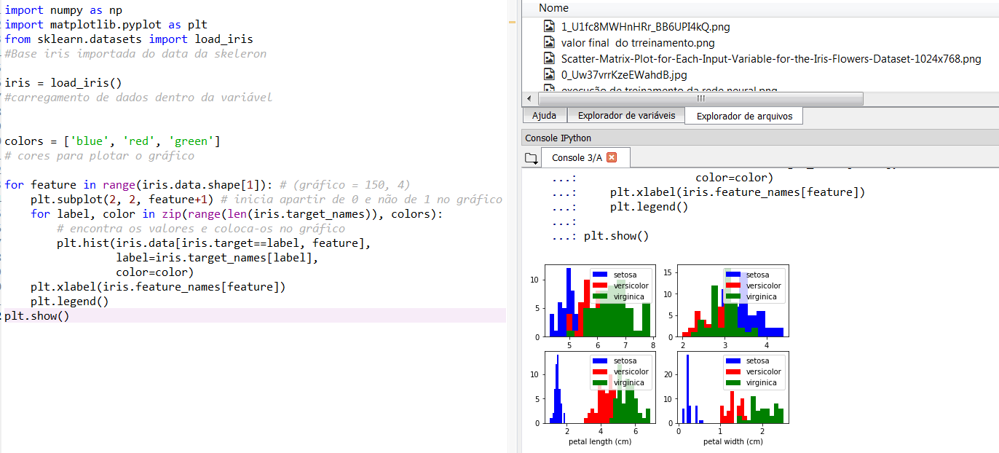 import numpy as np
import matplotlib.pyplot as plt
from sklearn.datasets import load_iris
#Base iris importada do data da skeleron
iris = load_iris()
#carregamento de dados dentro da variável
colors = ['blue', 'red', 'green']
# cores para plotar o gráfico
for feature in range(iris.data.shape[1]): # (gráfico = 150, 4)
    plt.subplot(2, 2, feature+1) # inicia apartir de 0 e não de 1 no gráfico
    for label, color in zip(range(len(iris.target_names)), colors):
        # encontra os valores e coloca-os no gráfico
        plt.hist(iris.data[iris.target==label, feature],
                 label=iris.target_names[label],
                 color=color)
    plt.xlabel(iris.feature_names[feature])
    plt.legend()
plt.show()
Nome
1_U1fc8MWHnHRr_BB6UPI4kQ.png
valor final  do trreinamento.png
Scatter-Matrix-Plot-for-Each-Input-Variable-for-the-Iris-Flowers-Dataset-1024x768.png
0_Uw37vrrKzeEWahdB.jpg
execução do treinamento da rede neural.png
Ajuda Explorador de variáveis Explorador de arquivos
Console IPython
Console 3/A
...:                  color=color)
...:     plt.xlabel(iris.feature_names[feature])
...:     plt.legend()
...:
...: plt.show()
10
5
0
5 6 7 8
setosa
versicolor
virginica
15
10
5
0
2 3 4
setosa
versicolor
virginica
10
5
0
2 4 6
petal length (cm)
setosa
versicolor
virginica
20
10
0
0 1 2
petal width (cm)
setosa
versicolor
virginica